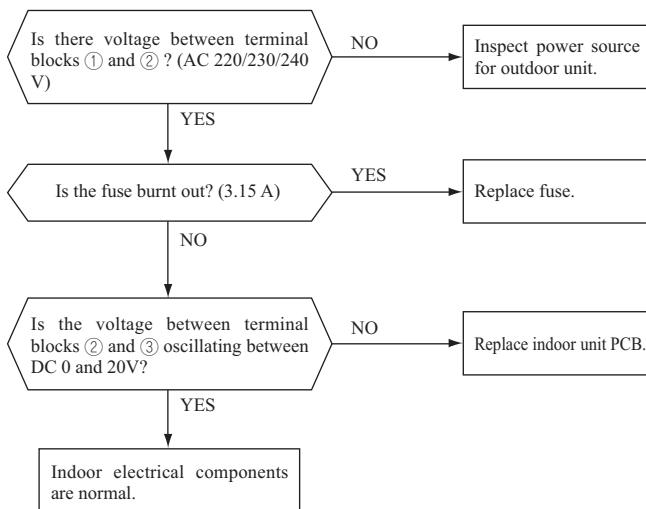 Is there voltage between terminal
blocks ① and ② ? (AC 220/230/240
V)
NO
Inspect power source
for outdoor unit.
YES
Is the fuse burnt out? (3.15 A)
YES
Replace fuse.
NO
Is the voltage between terminal
blocks ② and ③ oscillating between
DC 0 and 20V?
NO
Replace indoor unit PCB.
YES
Indoor electrical components
are normal.